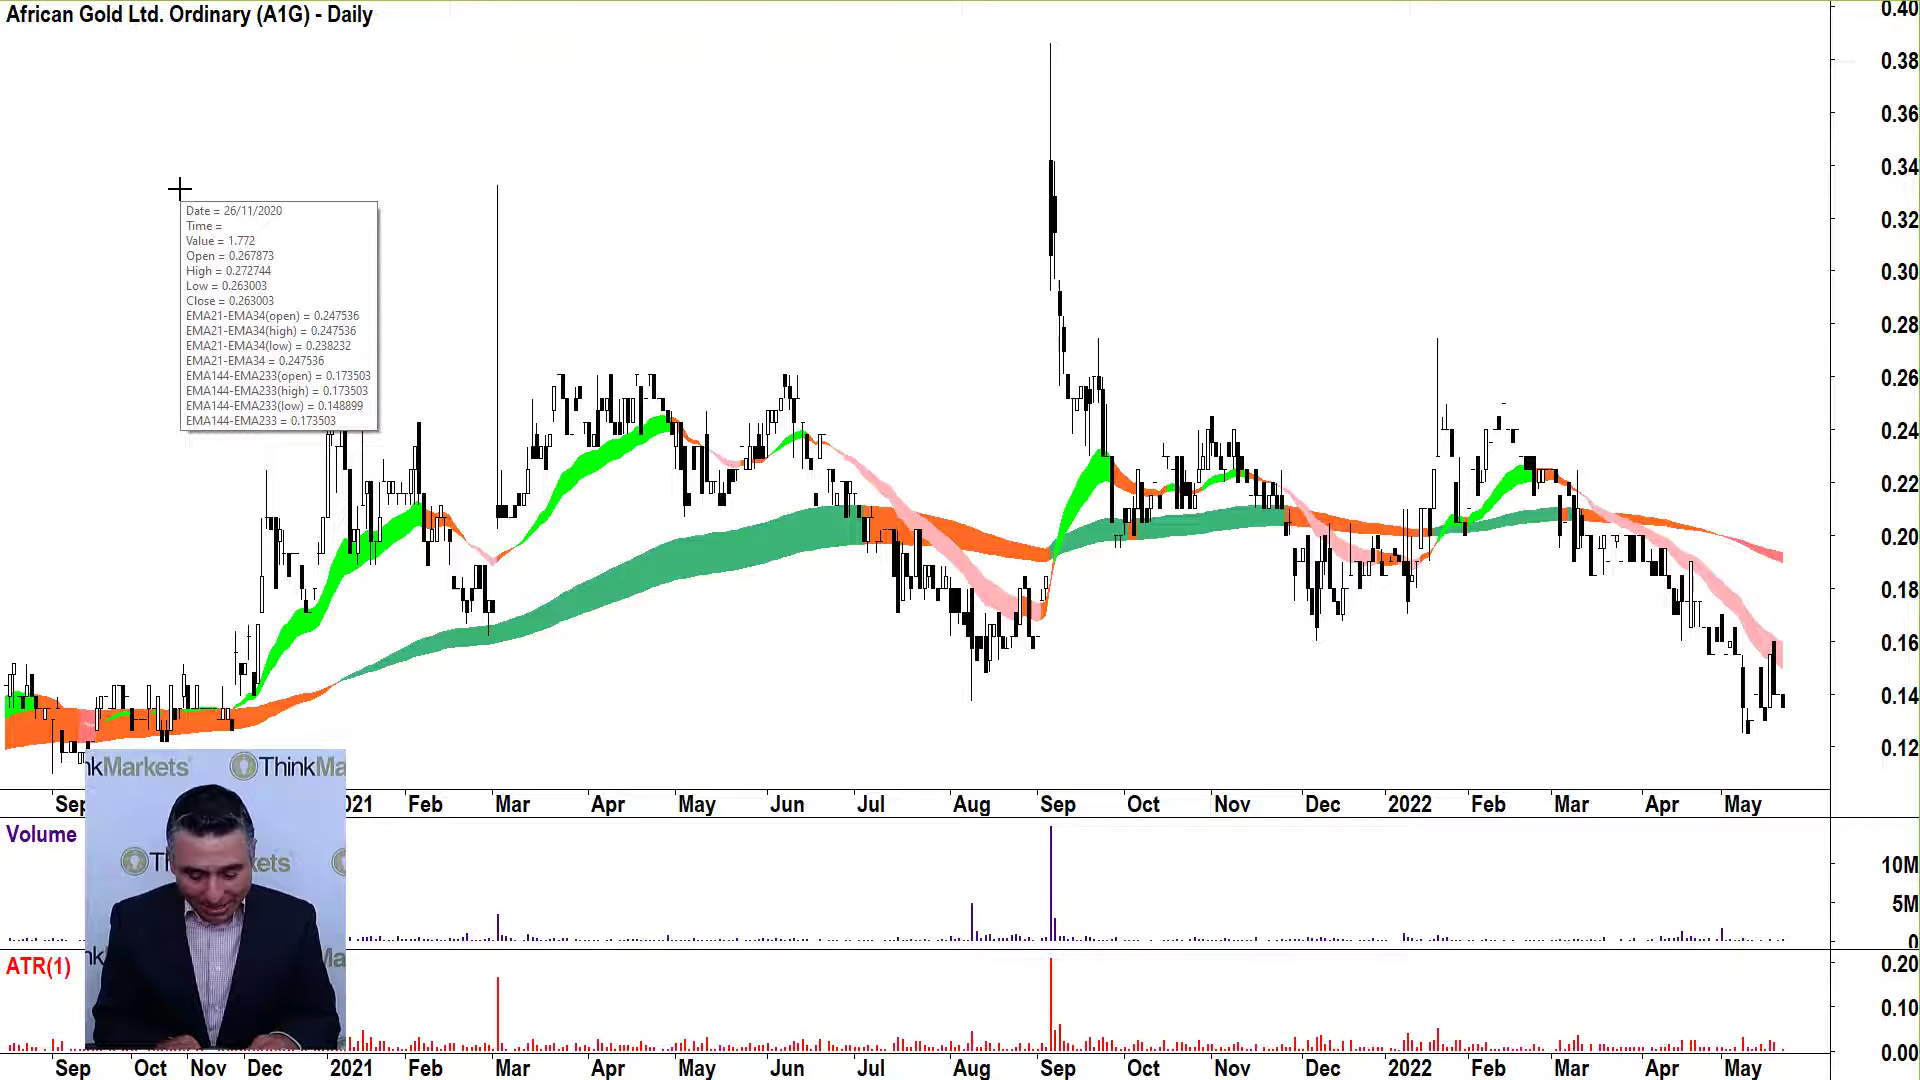 African Gold Ltd. Ordinary (A1G) - Daily
0.40
0.38
0.36
0.34
0.32
0.30
0.28
0.26
0.24
0.22
0.20
0.18
0.16
0.14
0.12
Date = 26/11/2020
Time =
Value = 1.772
Open = 0.267873
High = 0.272744
Low = 0.263003
Close = 0.263003
EMA21-EMA34(open) = 0.247536
EMA21-EMA34(high) = 0.247536
EMA21-EMA34(low) = 0.238232
EMA21-EMA34 = 0.247536
EMA144-EMA233(open) = 0.173503
EMA144-EMA233(high) = 0.173503
EMA144-EMA233(low) = 0.148899
EMA144-EMA233 = 0.173503
Sep 021 Feb Mar Apr May Jun Jul Aug Sep Oct Nov Dec 2022 Feb Mar Apr May
Volume
10M
5M
0
ATR(1)
0.20
0.10
0.00
nkMarkets ThinkMa
Th kets
nk Ma
Sep Oct Nov Dec 2021 Feb Mar Apr May Jun Jul Aug Sep Oct Nov Dec 2022 Feb Mar Apr May